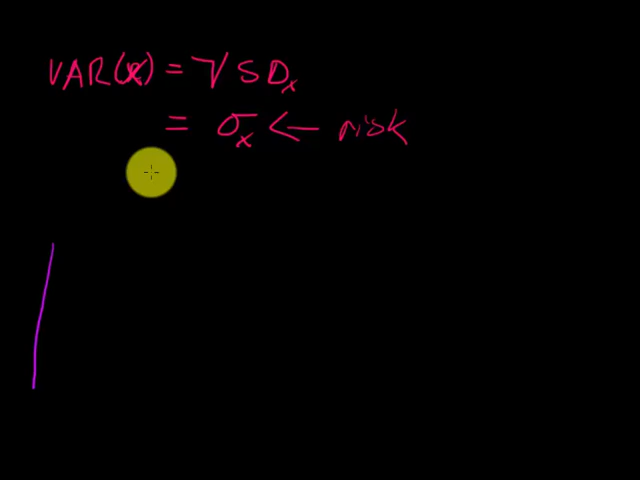 VAR(x) = √ SDₓ
= σₓ ← risk